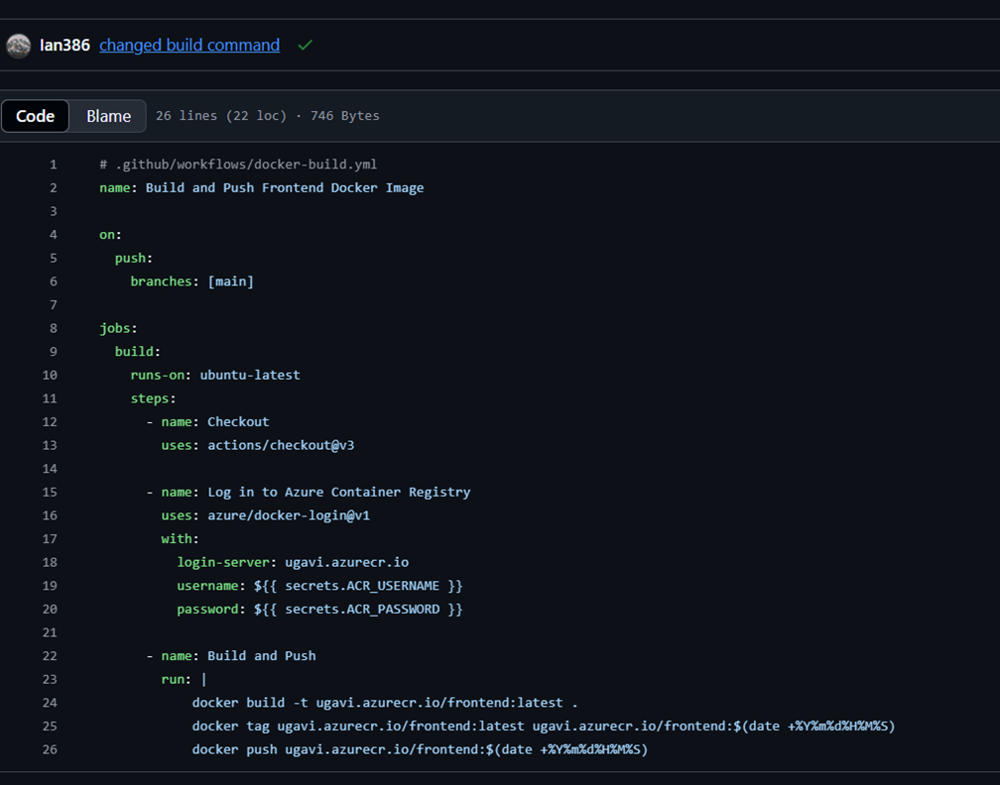 Ian386 changed build command
Code Blame 26 lines (22 loc) · 746 Bytes
1 # .github/workflows/docker-build.yml
2 name: Build and Push Frontend Docker Image
3
4 on:
5   push:
6     branches: [main]
7
8 jobs:
9   build:
10     runs-on: ubuntu-latest
11     steps:
12       - name: Checkout
13         uses: actions/checkout@v3
14
15       - name: Log in to Azure Container Registry
16         uses: azure/docker-login@v1
17         with:
18           login-server: ugavi.azurecr.io
19           username: ${{ secrets.ACR_USERNAME }}
20           password: ${{ secrets.ACR_PASSWORD }}
21
22       - name: Build and Push
23         run: |
24             docker build -t ugavi.azurecr.io/frontend:latest .
25             docker tag ugavi.azurecr.io/frontend:latest ugavi.azurecr.io/frontend:$(date +%Y%m%d%H%M%S)
26             docker push ugavi.azurecr.io/frontend:$(date +%Y%m%d%H%M%S)